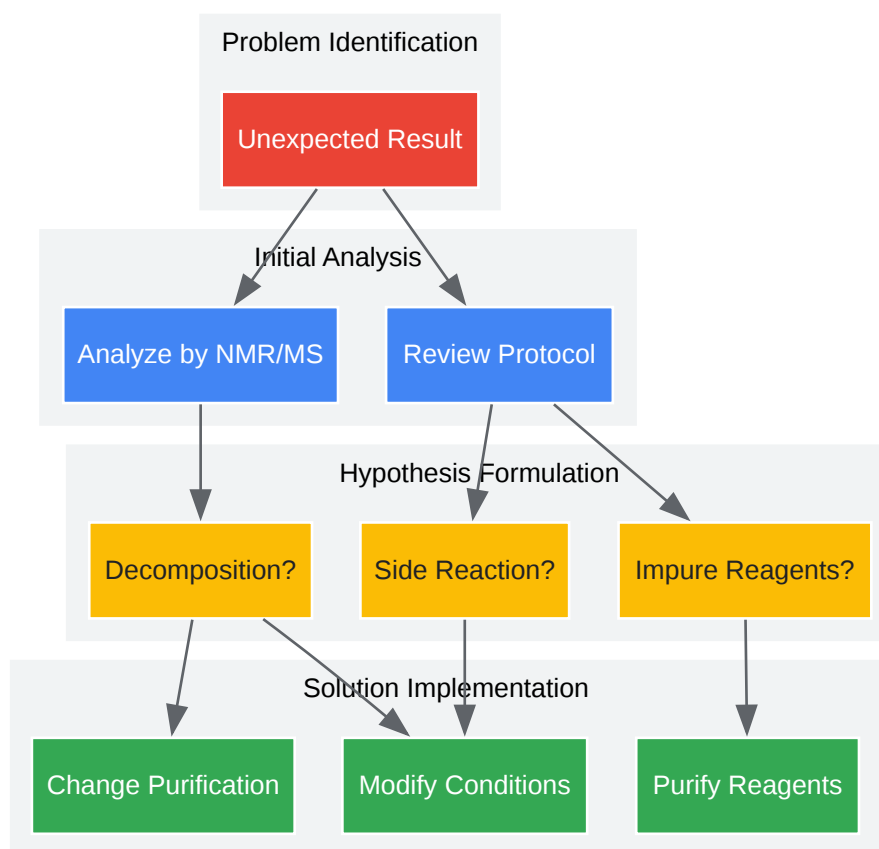 Problem Identification
Unexpected Result
Initial Analysis
Analyze by NMR/MS
Review Protocol
Hypothesis Formulation
Decomposition?
Side Reaction?
Impure Reagents?
Solution Implementation
Change Purification
Modify Conditions
Purify Reagents